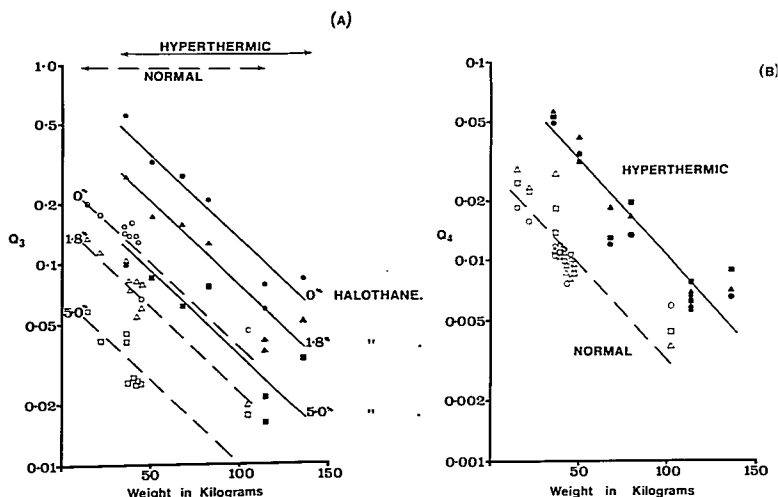 (A)
HYPERTHERMIC
NORMAL
1·0
0·5
0·2
0·1
0·05
0·02
0·01
Q3
0%
1·8%
5·0%
0% HALOTHANE.
1·8% " .
5·0% " .
0 50 100 150
Weight in Kilograms
(B)
0·1
0·05
0·02
0·01
0·005
0·002
0·001
Q4
HYPERTHERMIC
NORMAL
0 50 100 150
Weight in Kilograms